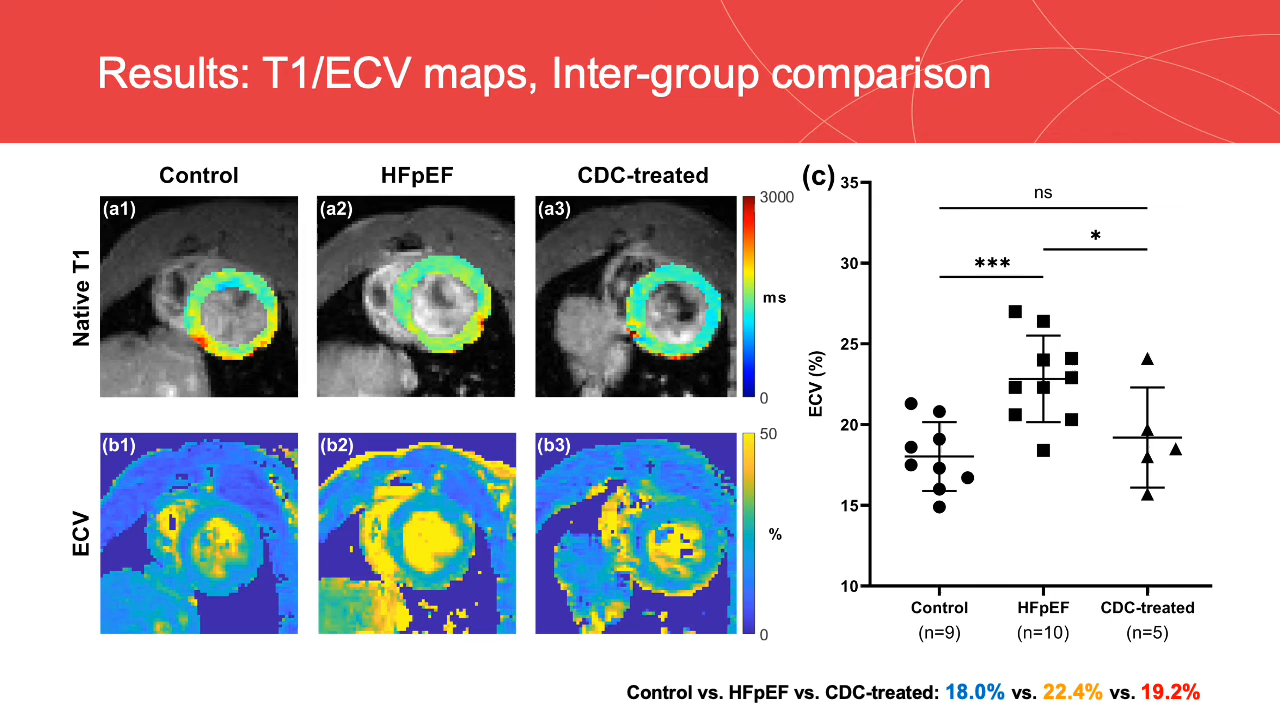 Results: T1/ECV maps, Inter-group comparison
Control
HFpEF
CDC-treated
Native T1
(a1)
(a2)
(a3)
3000
ms
0
ECV
(b1)
(b2)
(b3)
50
%
0
(c)
ECV (%)
35
30
25
20
15
10
ns
*
***
Control
HFpEF
CDC-treated
(n=9)
(n=10)
(n=5)
Control vs. HFpEF vs. CDC-treated: 18.0% vs. 22.4% vs. 19.2%